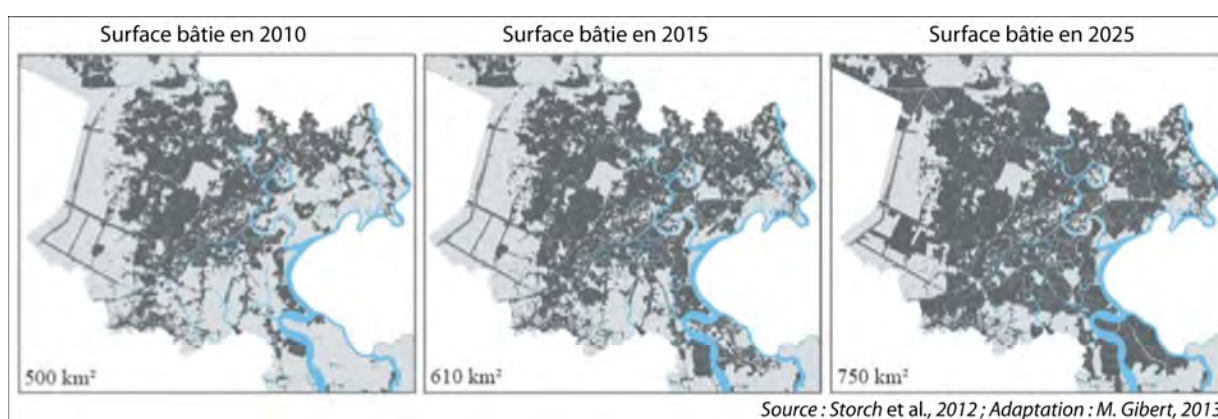 Surface bâtie en 2010
Surface bâtie en 2015
Surface bâtie en 2025
500 km²
610 km²
750 km²
Source : Storch et al., 2012 ; Adaptation : M. Gibert, 2013